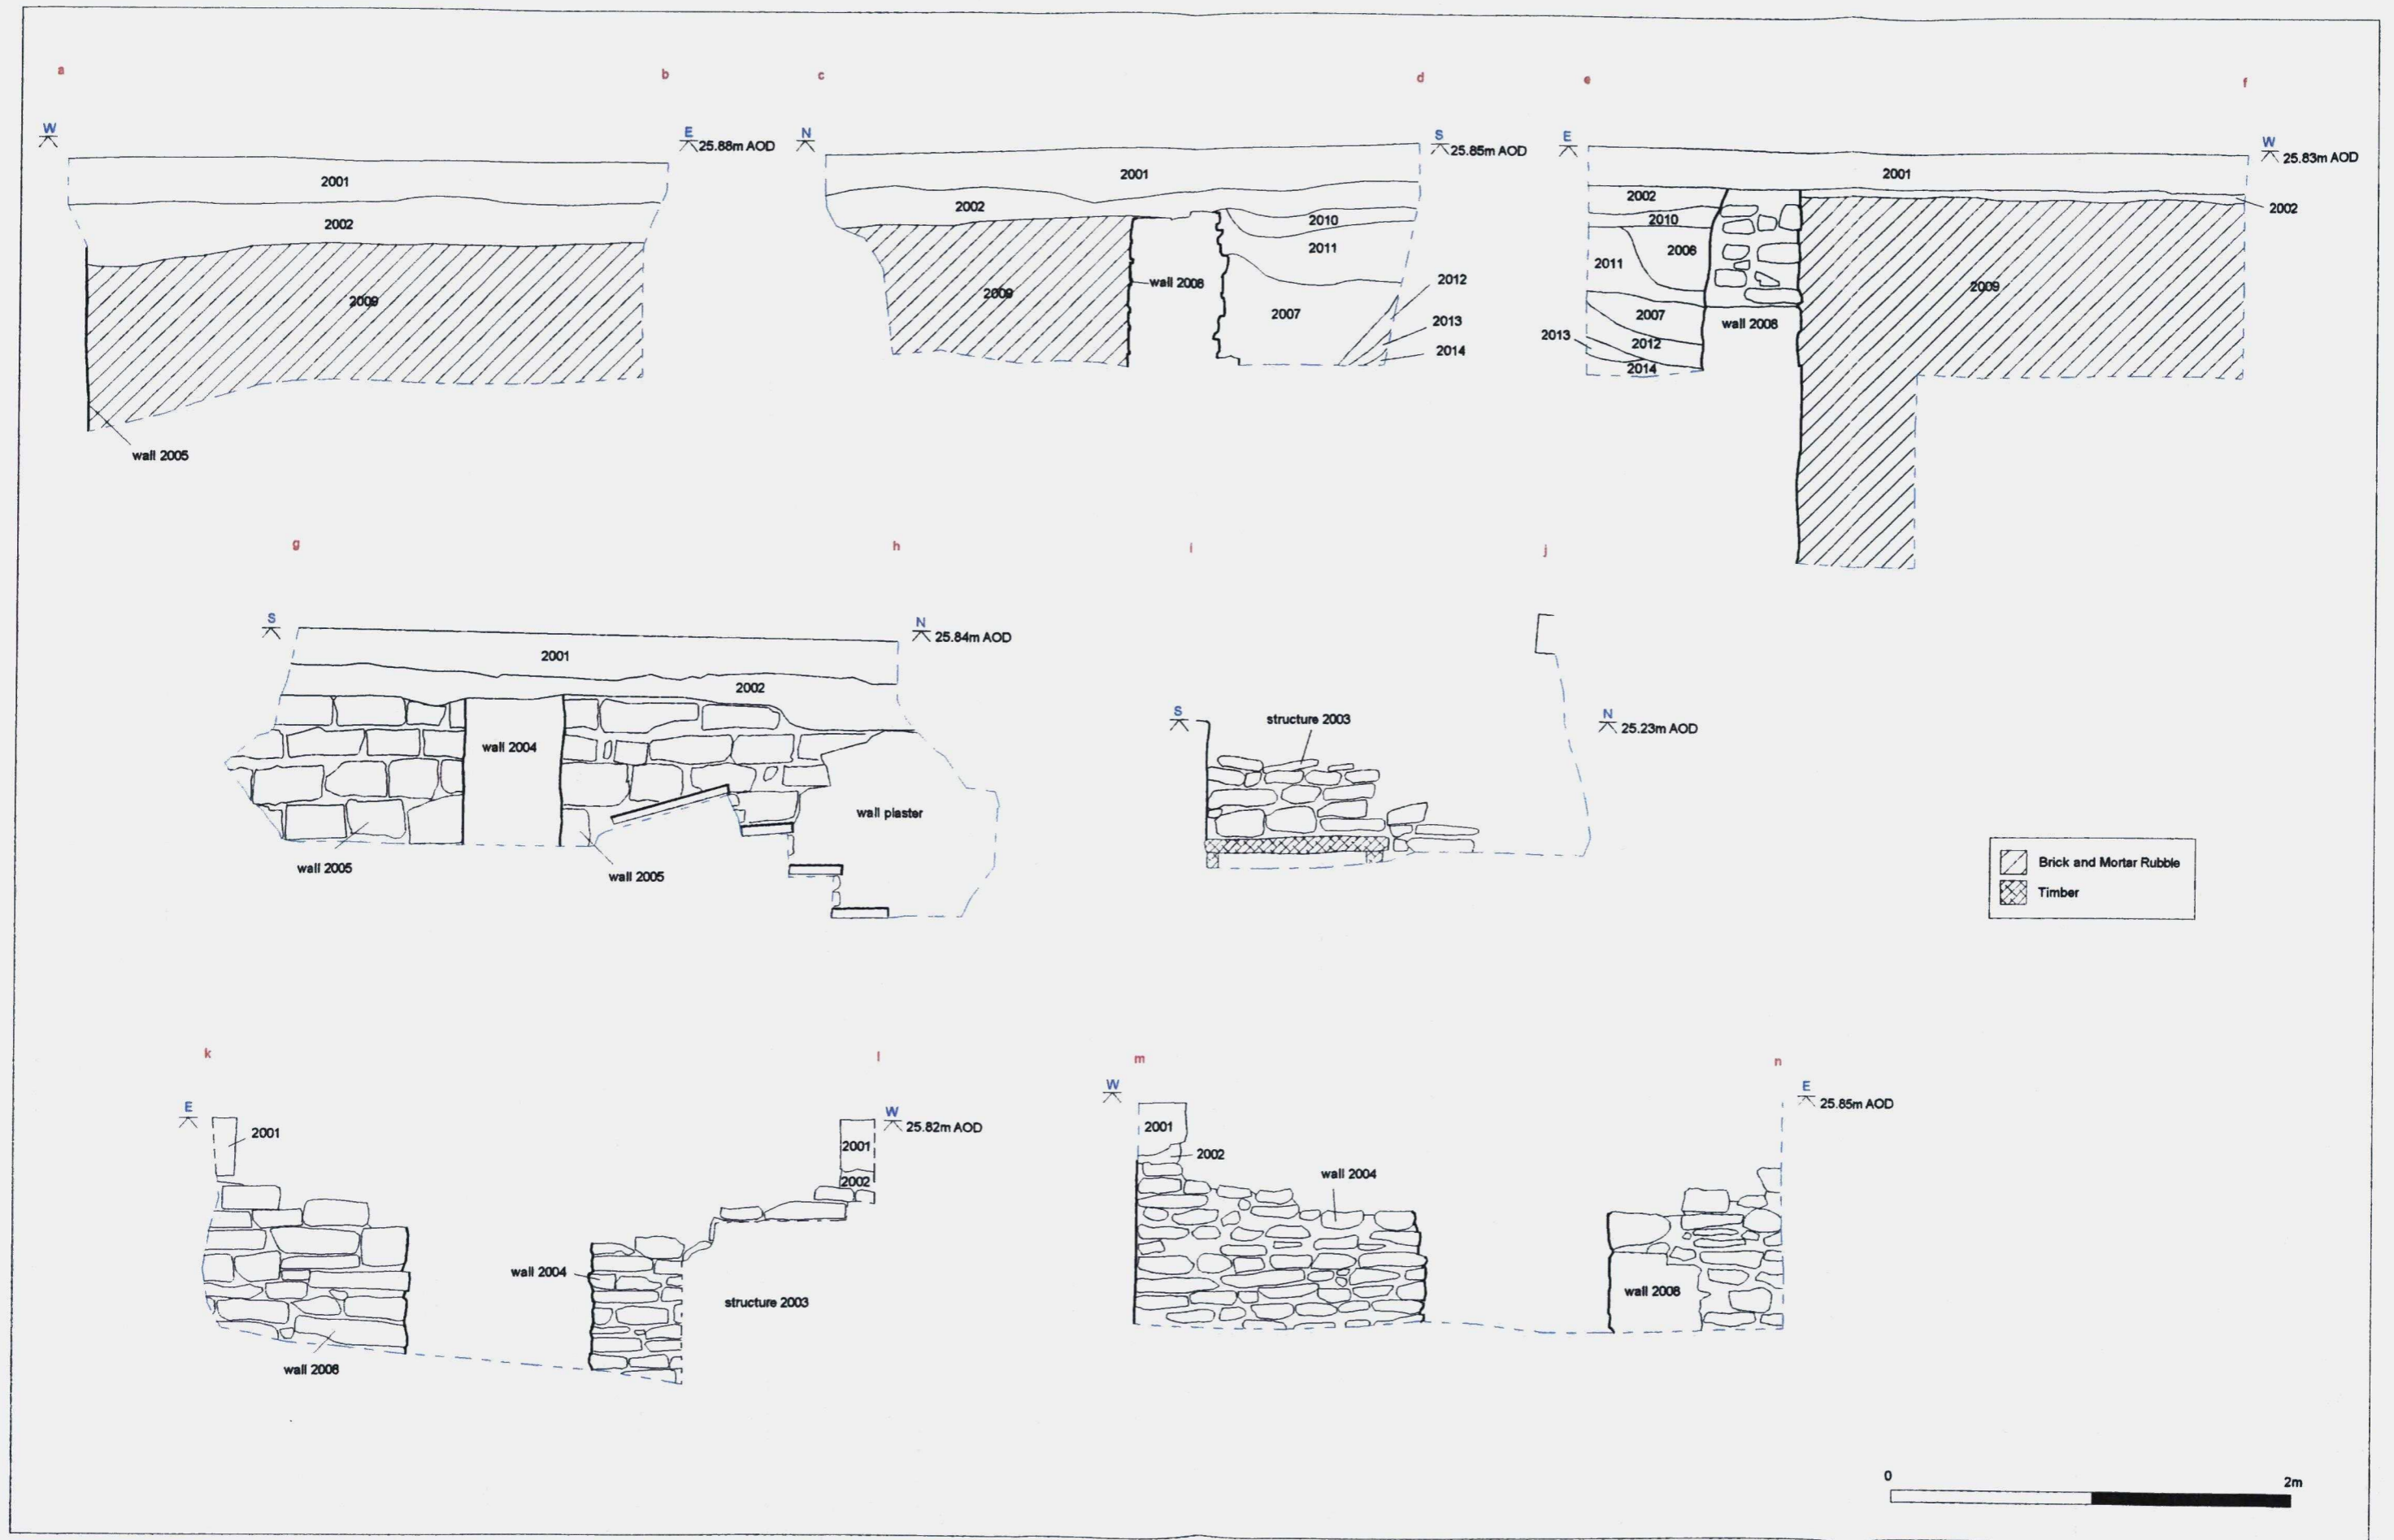 a
b
c
d
e
f
W
E
25.88m AOD
N
S
25.85m AOD
E
W
25.83m AOD
2001
2002
2009
wall 2005
2001
2002
2009
wall 2006
2010
2011
2007
2012
2013
2014
2001
2002
2010
2006
2011
2007
2013
2012
2014
wall 2006
2009
2002
g
h
i
j
S
N
25.84m AOD
2001
2002
wall 2004
wall 2005
wall 2005
wall plaster
S
structure 2003
N
25.23m AOD
Brick and Mortar Rubble
Timber
k
l
m
n
E
2001
W
25.82m AOD
2001
2002
wall 2004
structure 2003
wall 2006
W
E
25.85m AOD
2001
2002
wall 2004
wall 2006
0
2m